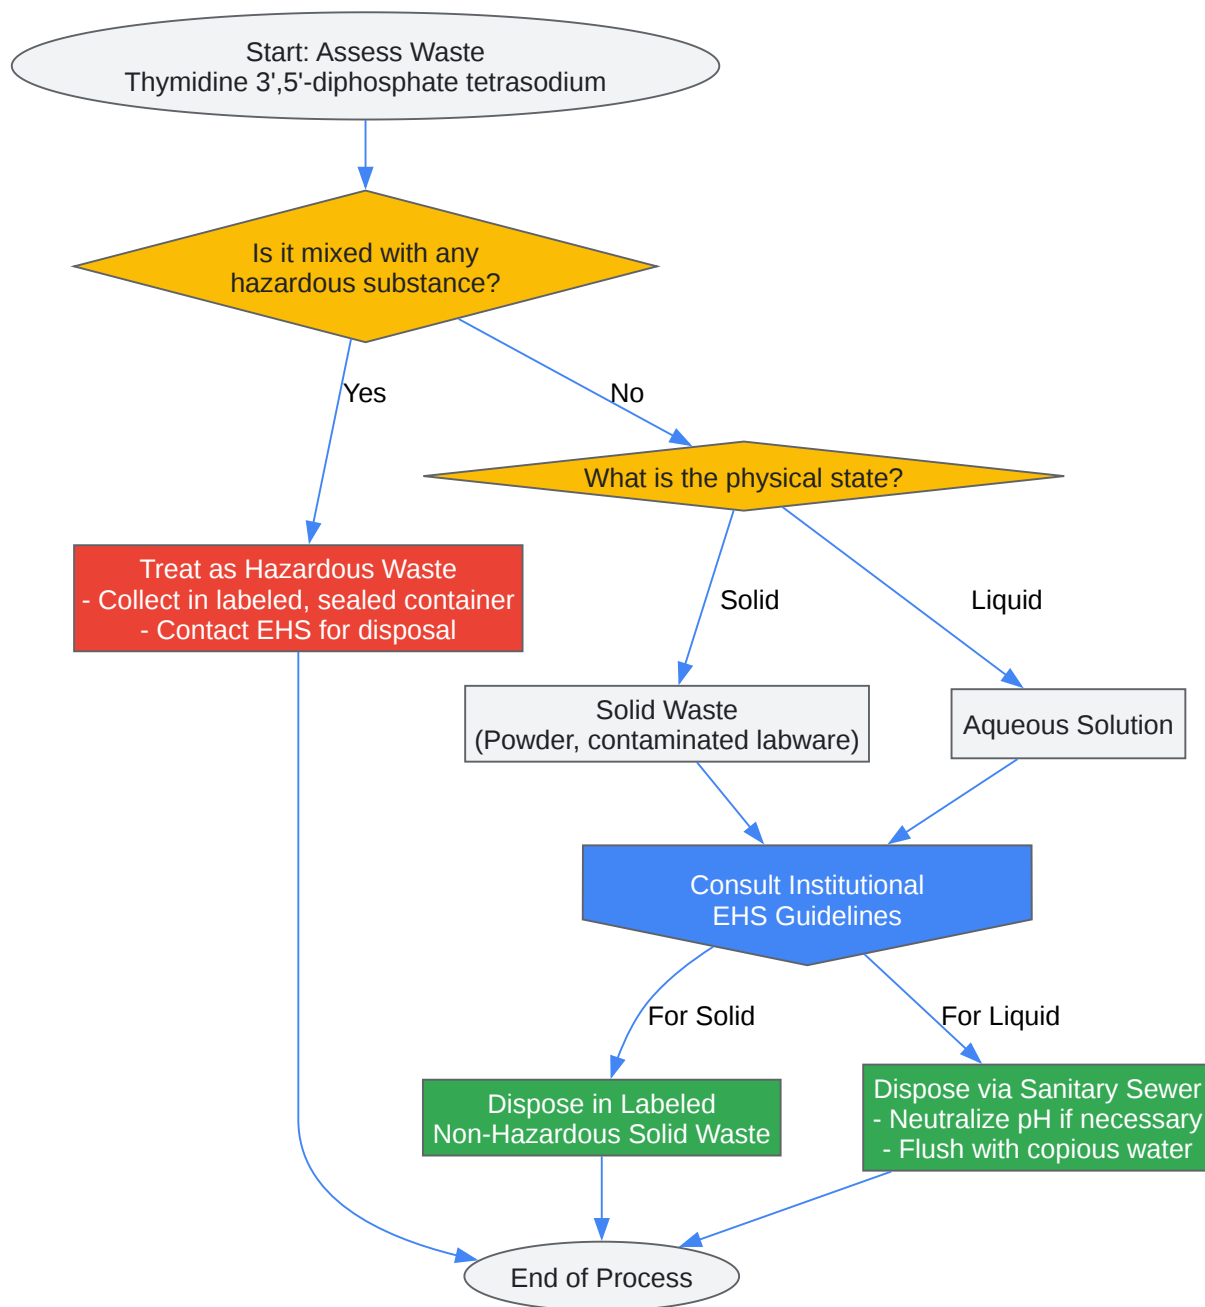 Start: Assess Waste
Thymidine 3',5'-diphosphate tetrasodium
Is it mixed with any
hazardous substance?
Yes
No
What is the physical state?
Treat as Hazardous Waste
- Collect in labeled, sealed container
- Contact EHS for disposal
Solid
Liquid
Solid Waste
(Powder, contaminated labware)
Aqueous Solution
Consult Institutional
EHS Guidelines
For Solid
For Liquid
Dispose in Labeled
Non-Hazardous Solid Waste
Dispose via Sanitary Sewer
- Neutralize pH if necessary
- Flush with copious water
End of Process